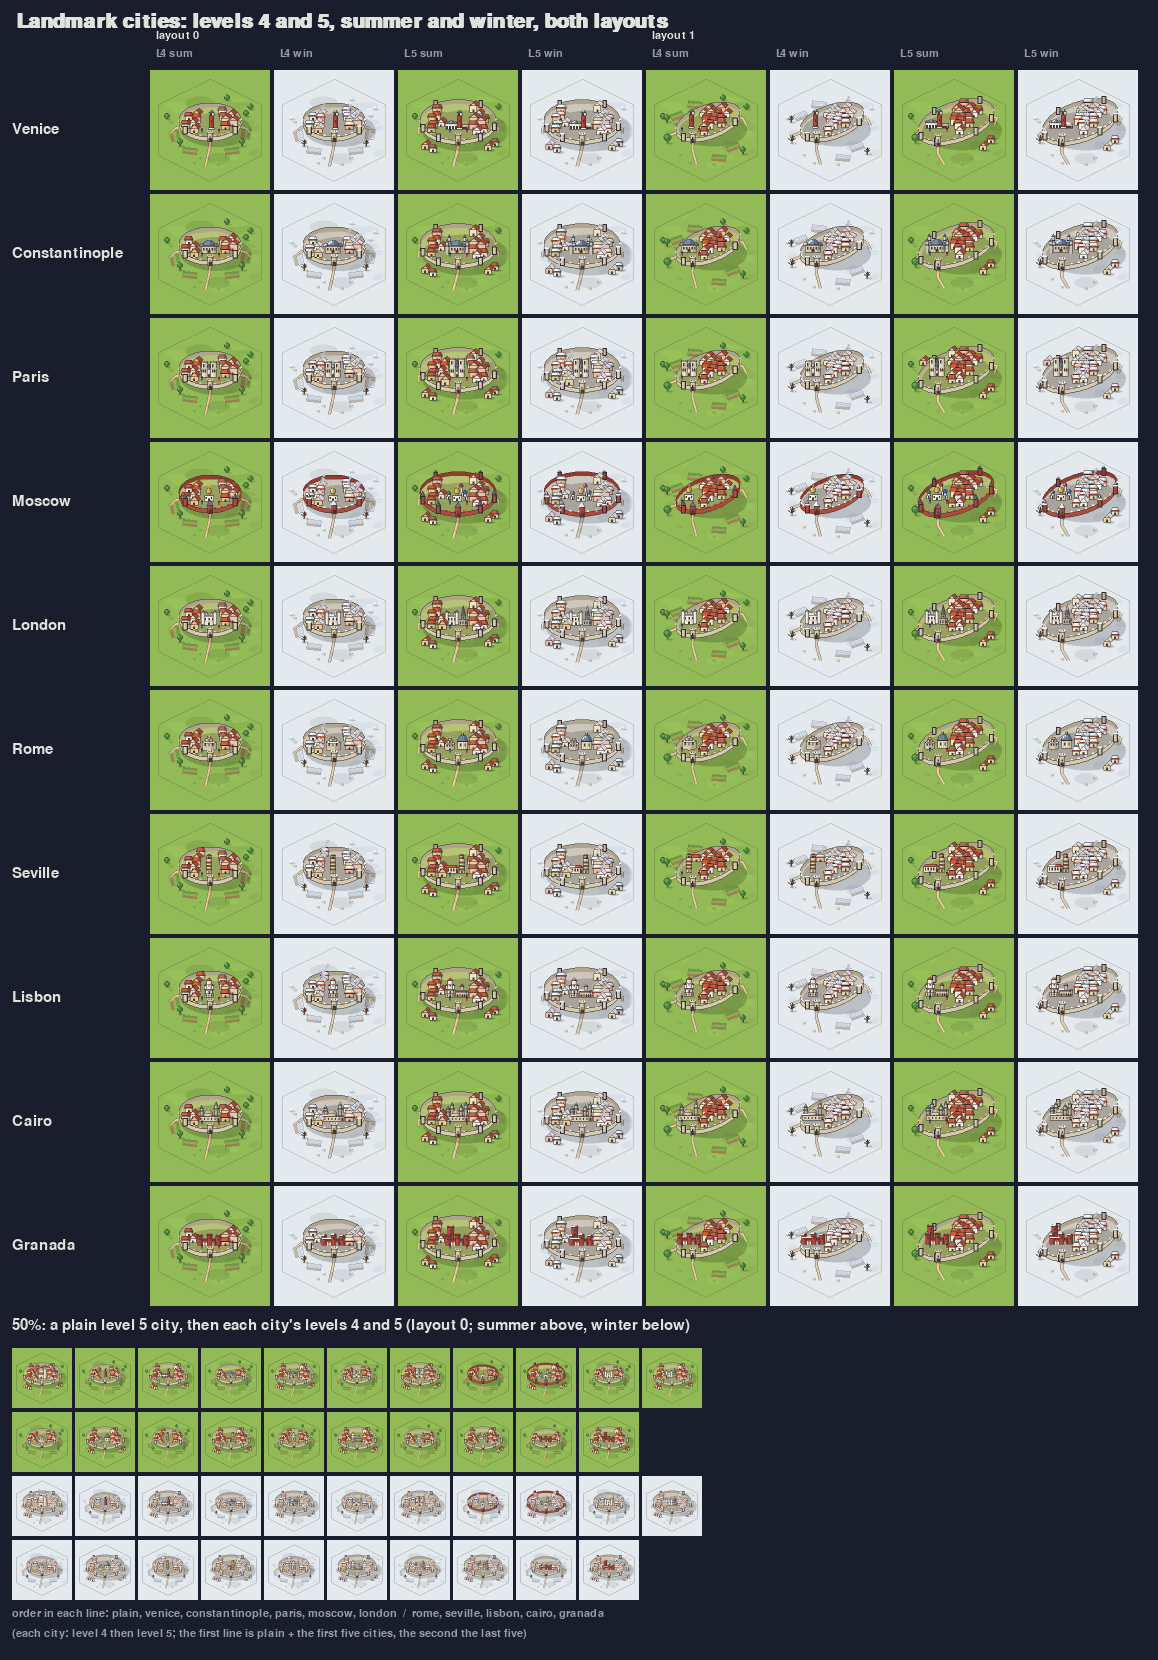 Landmark cities: levels 4 and 5, summer and winter, both layouts
layout 0 layout 1
L4 sum L4 win L5 sum L5 win L4 sum L4 win L5 sum L5 win
Venice
Constantinople
Paris
Moscow
London
Rome
Seville
Lisbon
Cairo
Granada
50%: a plain level 5 city, then each city's levels 4 and 5 (layout 0; summer above, winter below)
order in each line: plain, venice, constantinople, paris, moscow, london / rome, seville, lisbon, cairo, granada
(each city: level 4 then level 5; the first line is plain + the first five cities, the second the last five)